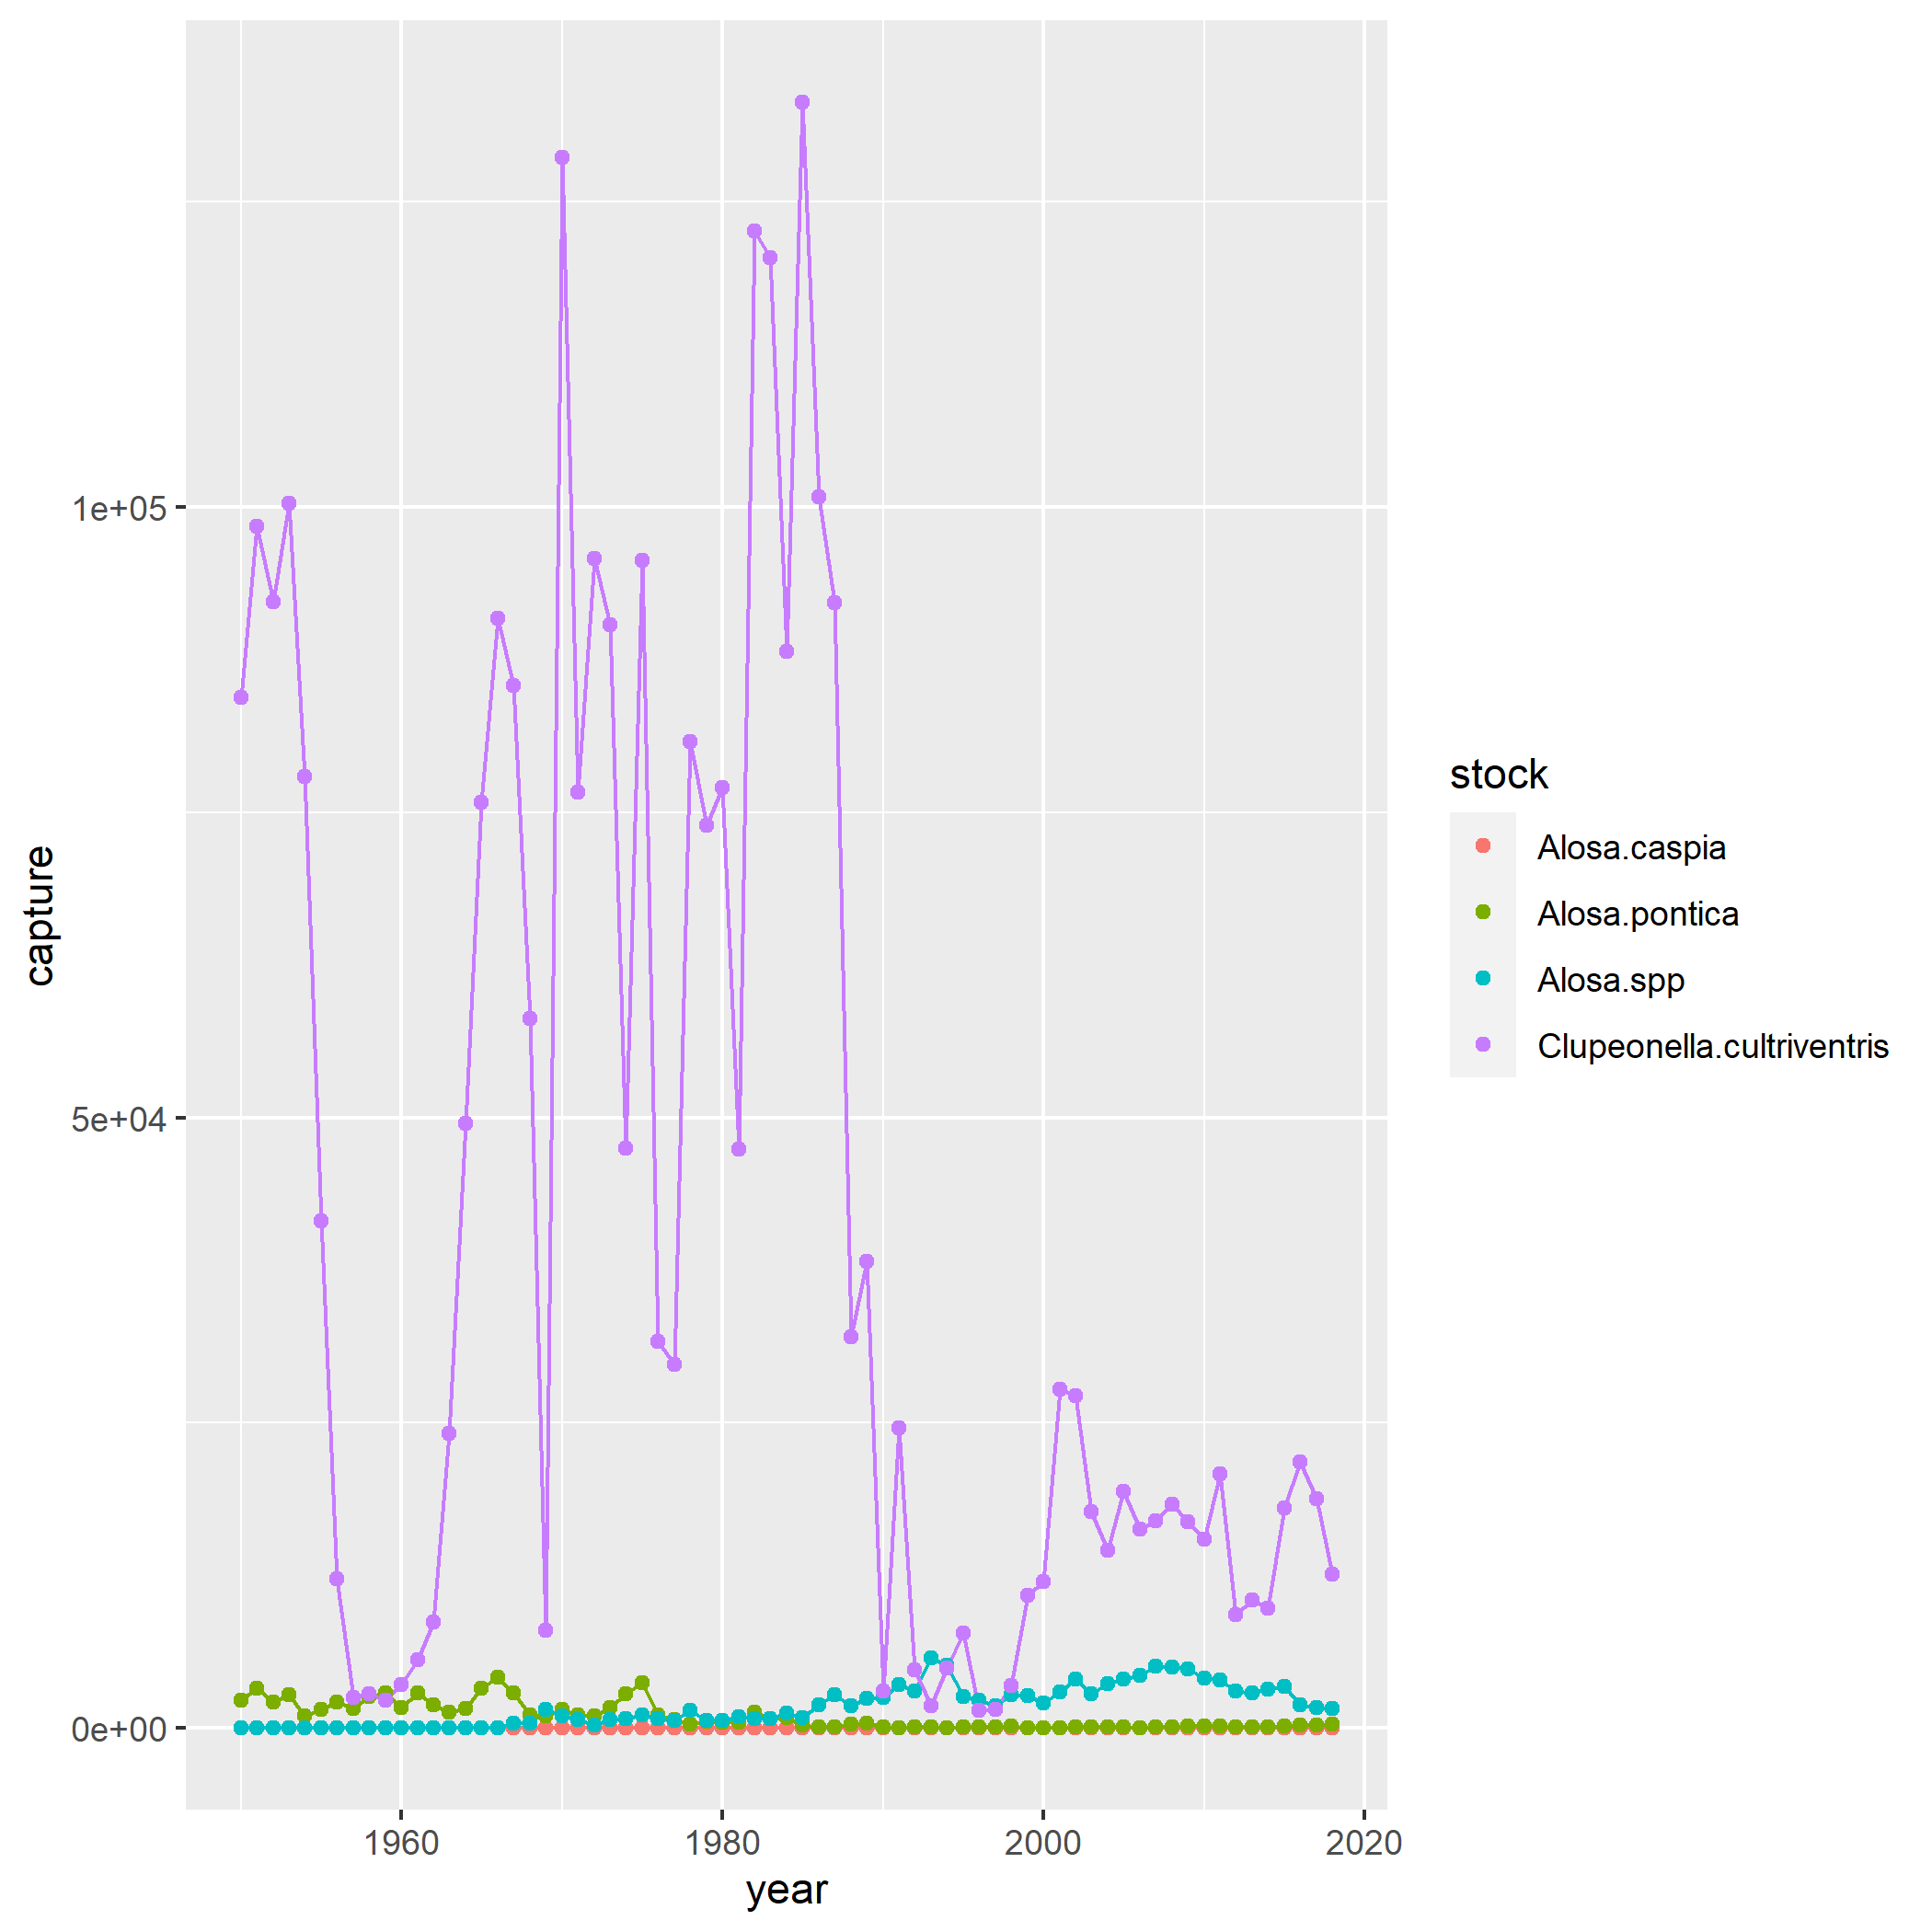 capture
1e+05
5e+04
0e+00
1960
1980
2000
2020
year
stock
Alosa.caspia
Alosa.pontica
Alosa.spp
Clupeonella.cultriventris